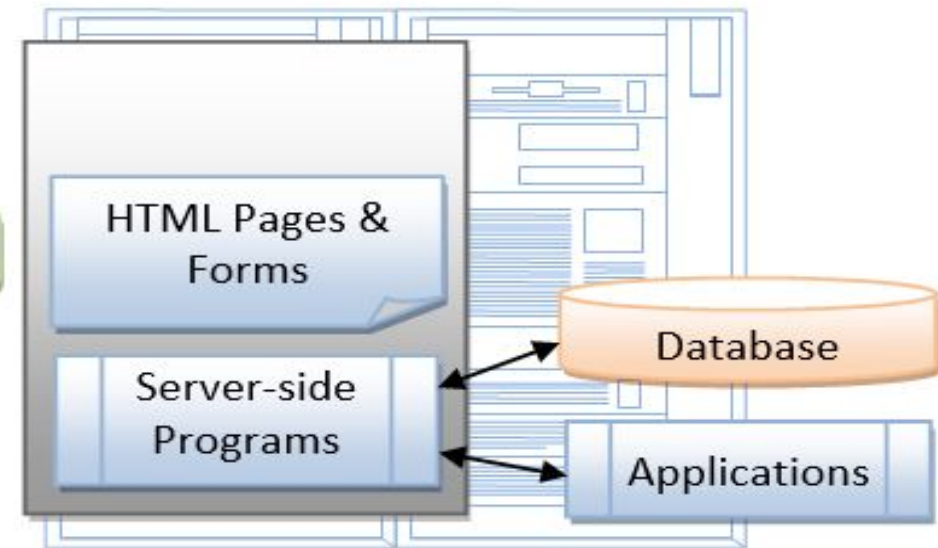 HTML Pages &
Forms
Server-side
Programs
Database
Applications